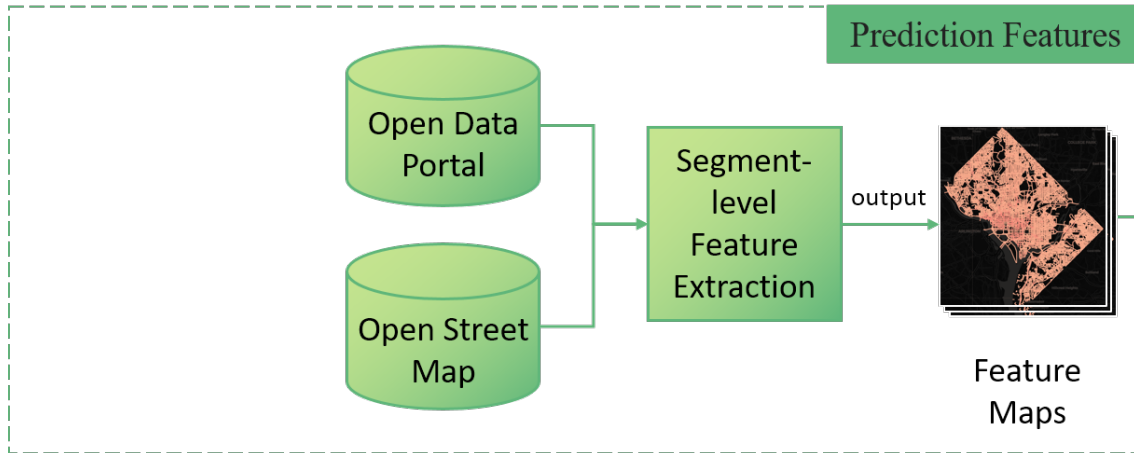 Prediction Features
Open Data
Portal
Open Street
Map
Segment-
level
Feature
Extraction
output
Feature
Maps